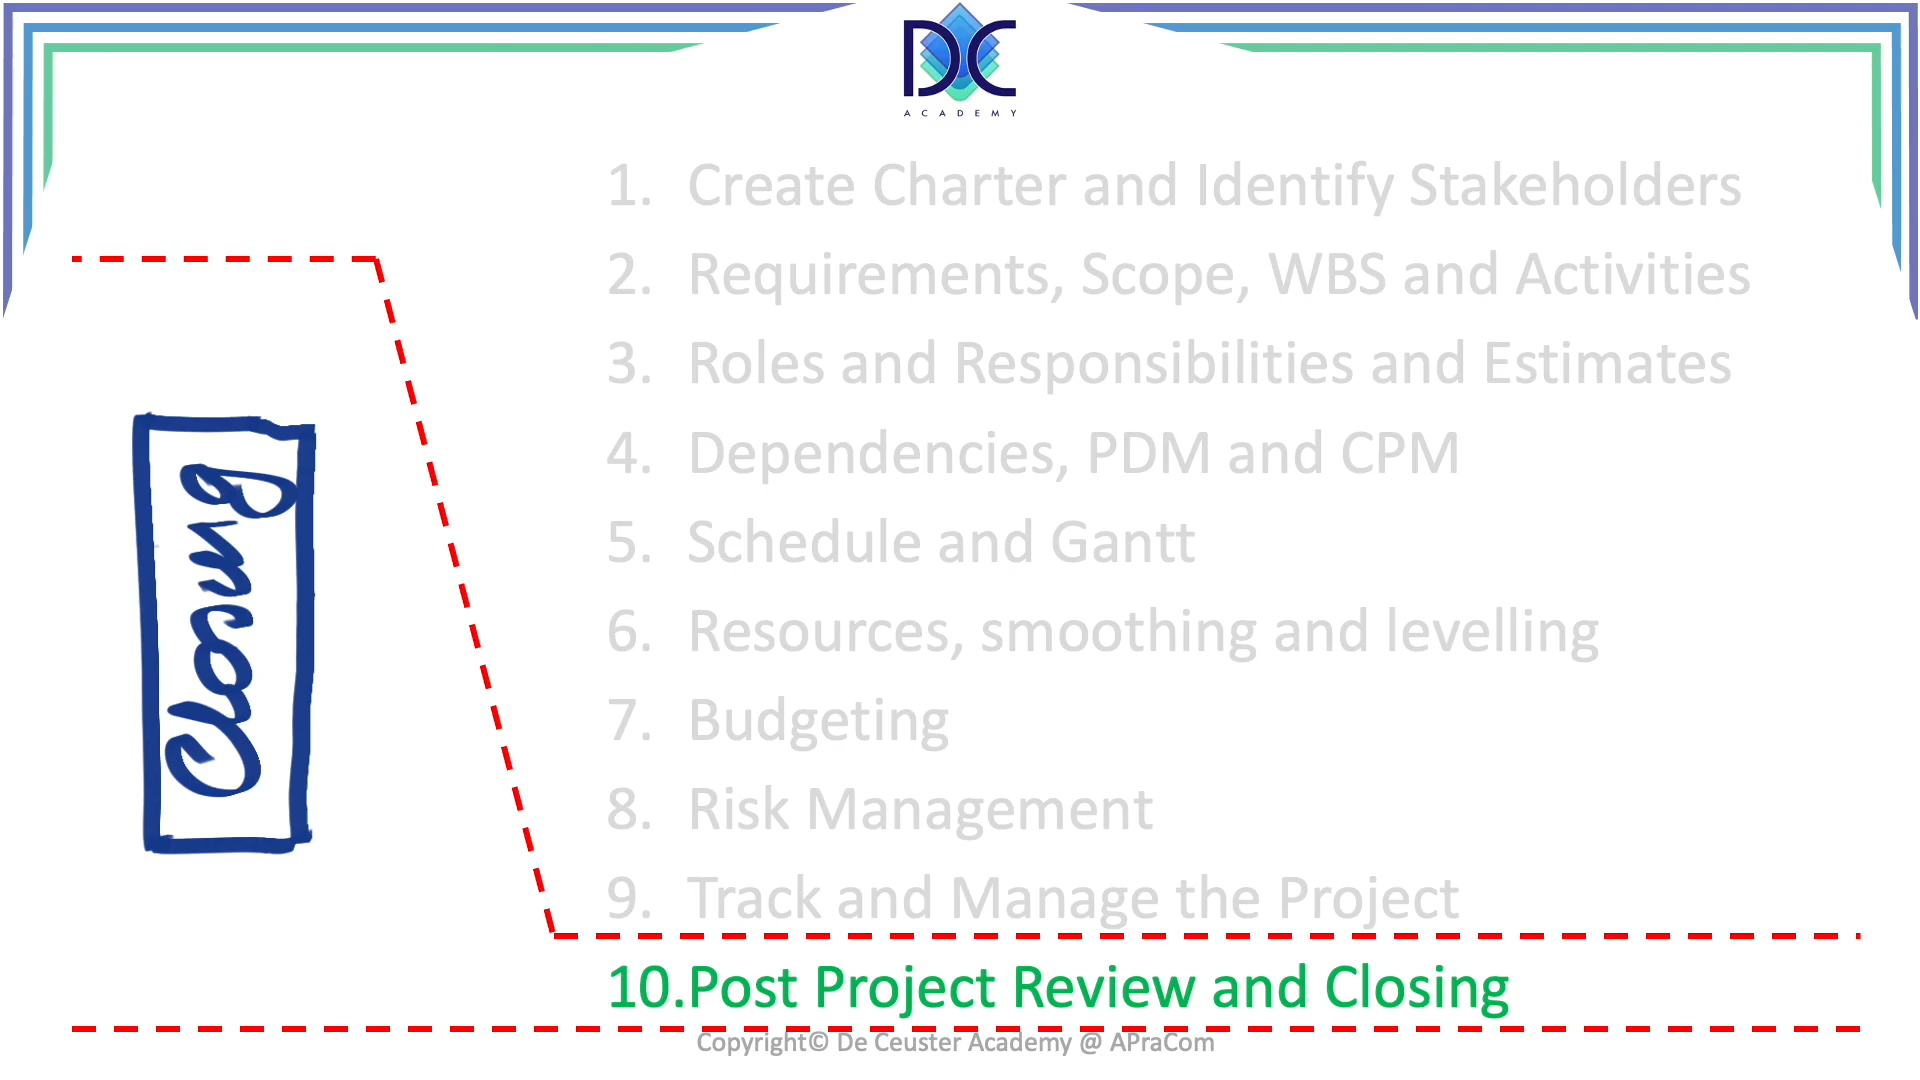 DC
ACADEMY
1. Create Charter and Identify Stakeholders
2. Requirements, Scope, WBS and Activities
3. Roles and Responsibilities and Estimates
4. Dependencies, PDM and CPM
5. Schedule and Gantt
6. Resources, smoothing and levelling
7. Budgeting
8. Risk Management
9. Track and Manage the Project
10. Post Project Review and Closing
Closing
Copyright© De Ceuster Academy @ APraCom